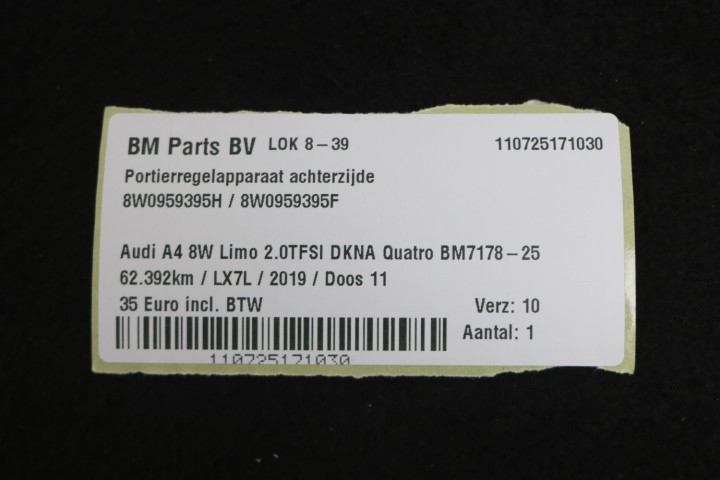 BM Parts BV LOK 8-39 110725171030
Portierregelapparaat achterzijde
8W0959395H / 8W0959395F
Audi A4 8W Limo 2.0TFSI DKNA Quatro BM7178-25
62.392km / LX7L / 2019 / Doos 11
35 Euro incl. BTW Verz: 10
Aantal: 1
110725171030